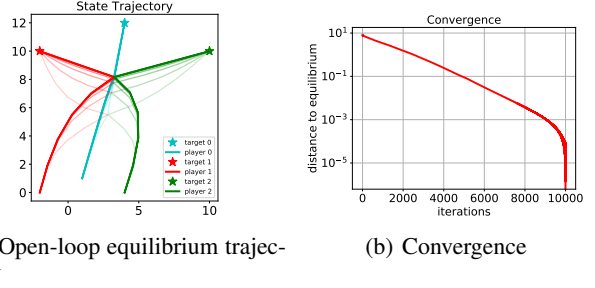 State Trajectory
12
10
8
6
4
2
0
0
5
10
target 0
player 0
target 1
player 1
target 2
player 2
Open-loop equilibrium trajec-
Convergence
distance to equilibrium
10¹
10⁻¹
10⁻³
10⁻⁵
0 2000 4000 6000 8000 10000
iterations
(b) Convergence